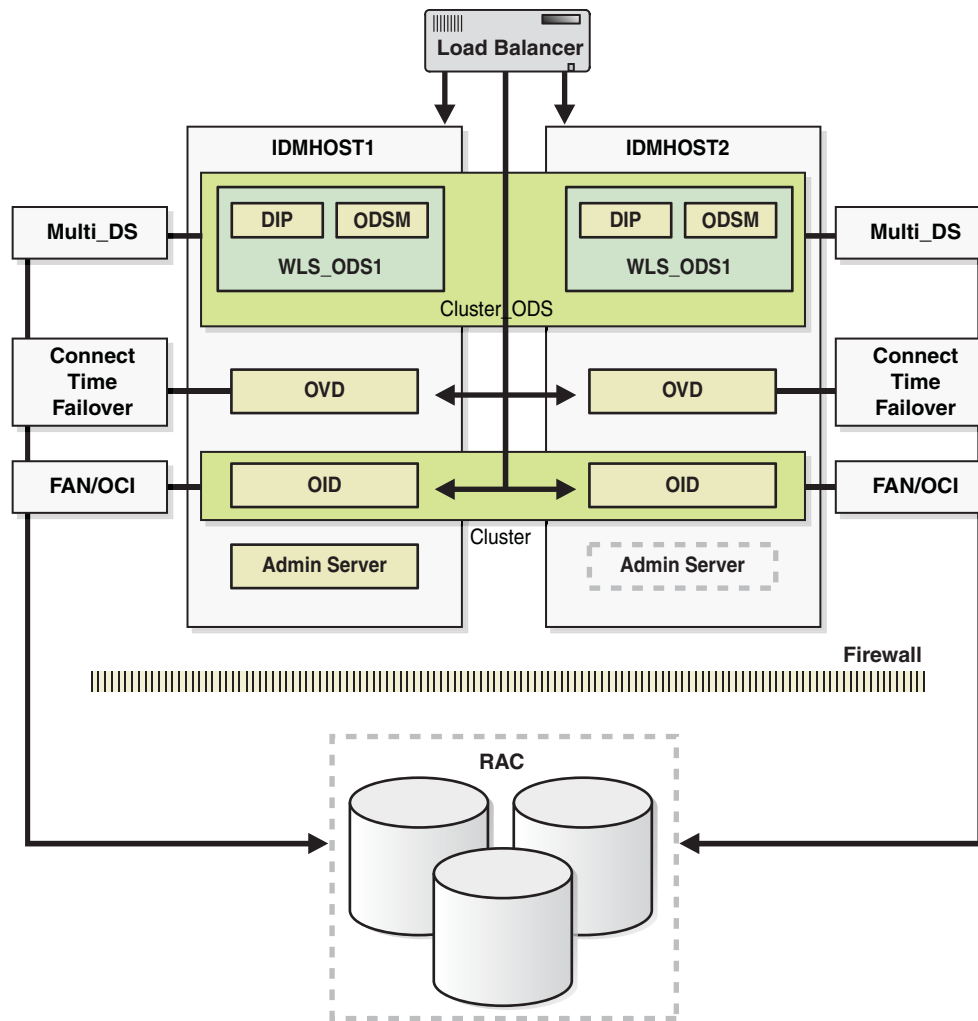 Load Balancer
IDMHOST1
IDMHOST2
DIP
ODSM
WLS_ODS1
DIP
ODSM
WLS_ODS1
Multi_DS
Multi_DS
Cluster_ODS
Connect
Time
Failover
OVD
OVD
Connect
Time
Failover
FAN/OCI
OID
OID
FAN/OCI
Cluster
Admin Server
Admin Server
Firewall
RAC